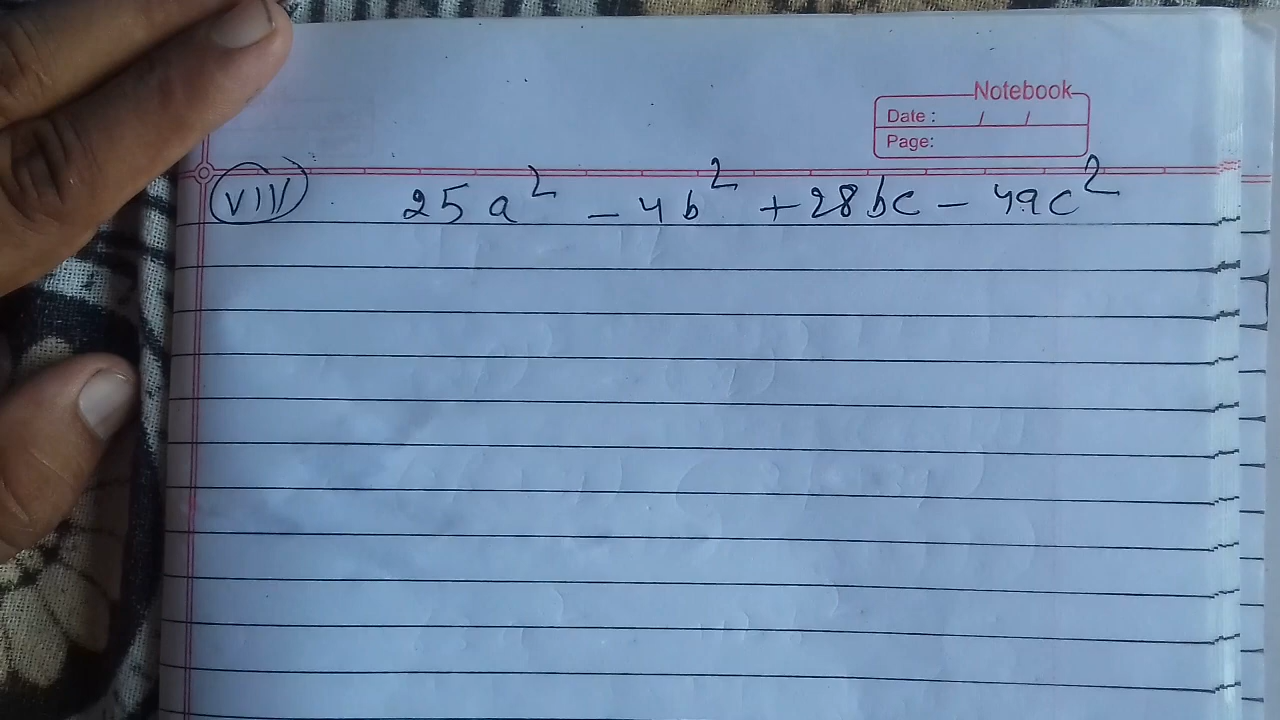 Notebook
Date : / /
Page:
(VIII) 25a² - 4b² + 28bc - 49c²